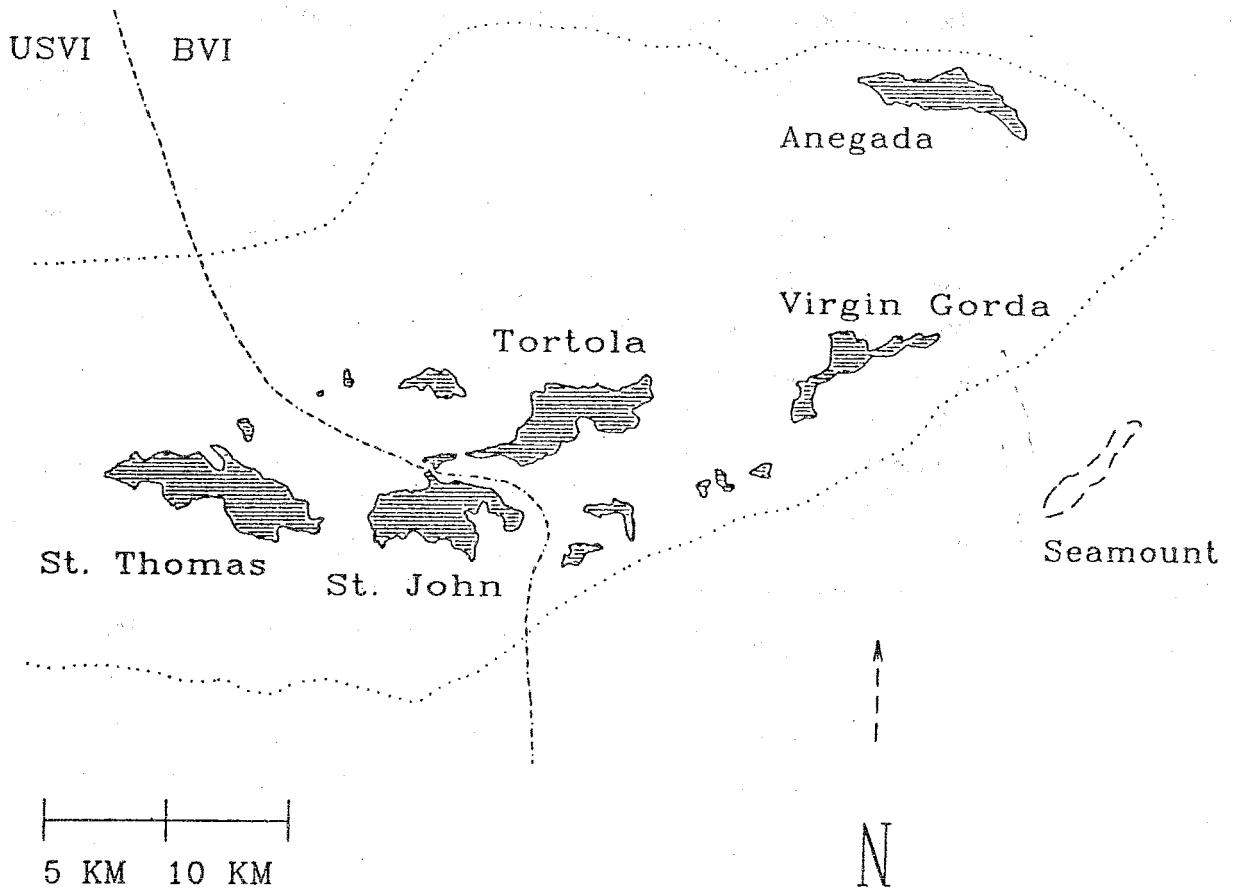 USVI BVI
Anegada
Virgin Gorda
Tortola
Seamount
St. Thomas
St. John
5 KM 10 KM
N